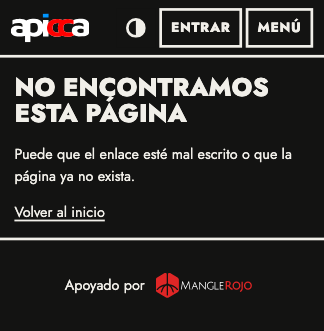 apicca
ENTRAR
MENÚ
NO ENCONTRAMOS
ESTA PÁGINA
Puede que el enlace esté mal escrito o que la
página ya no exista.
Volver al inicio
Apoyado por MANGLEROJO